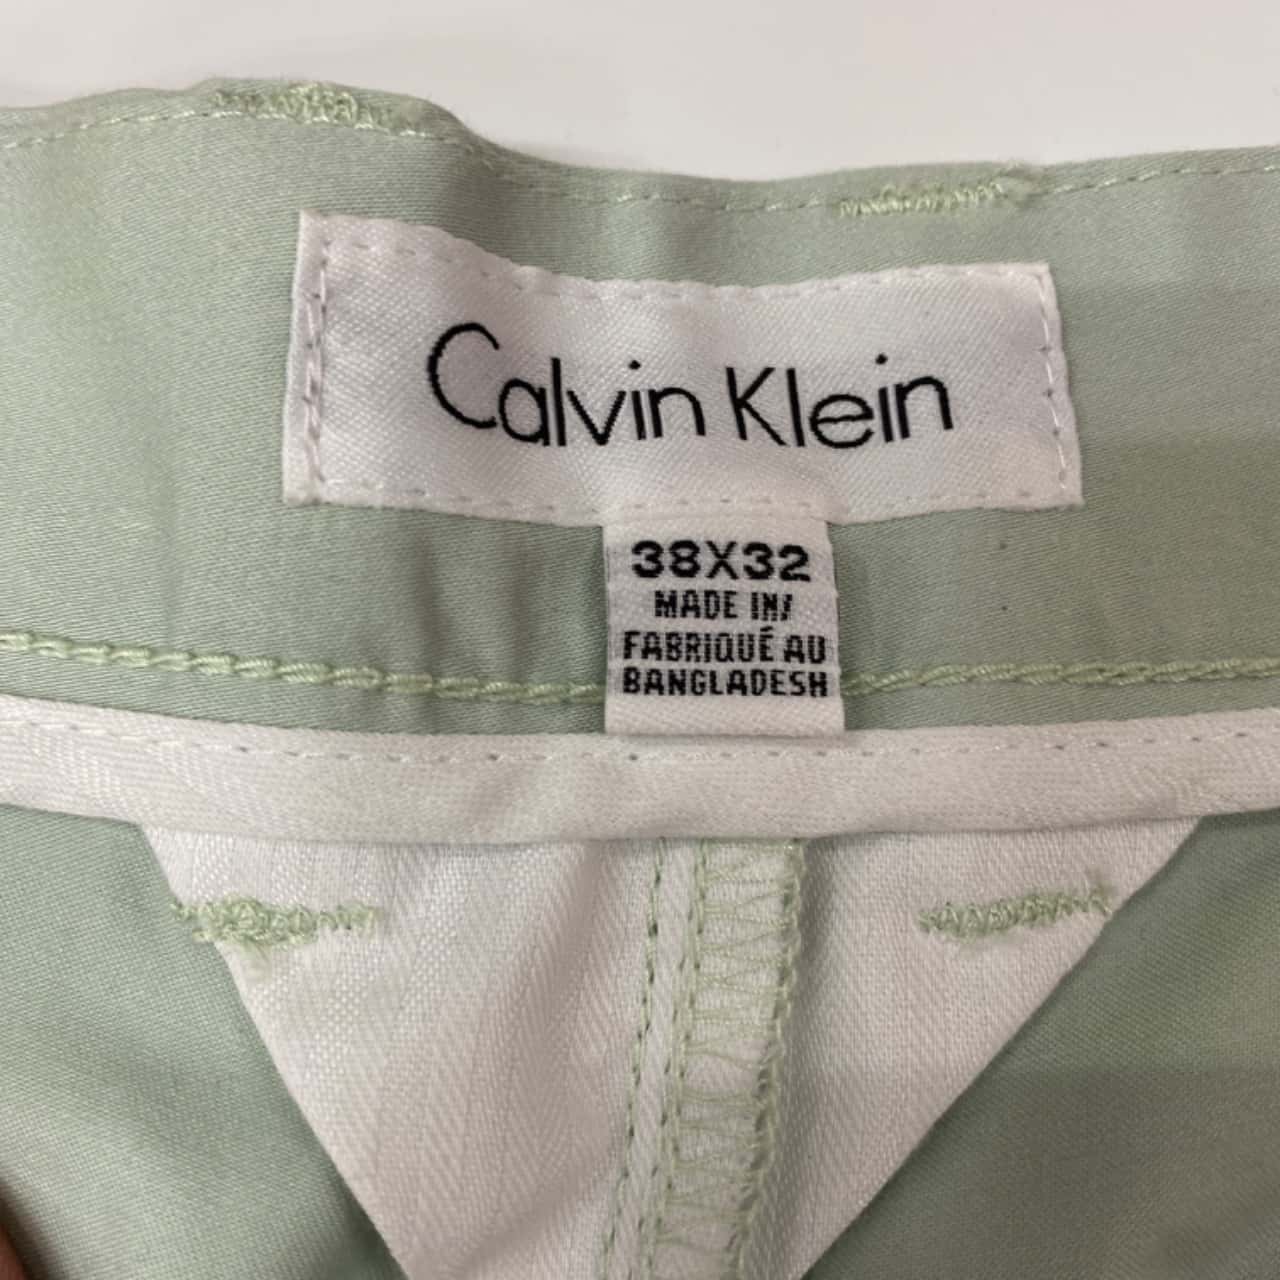 Calvin Klein
38X32
MADE IN/
FABRIQUÉ AU
BANGLADESH